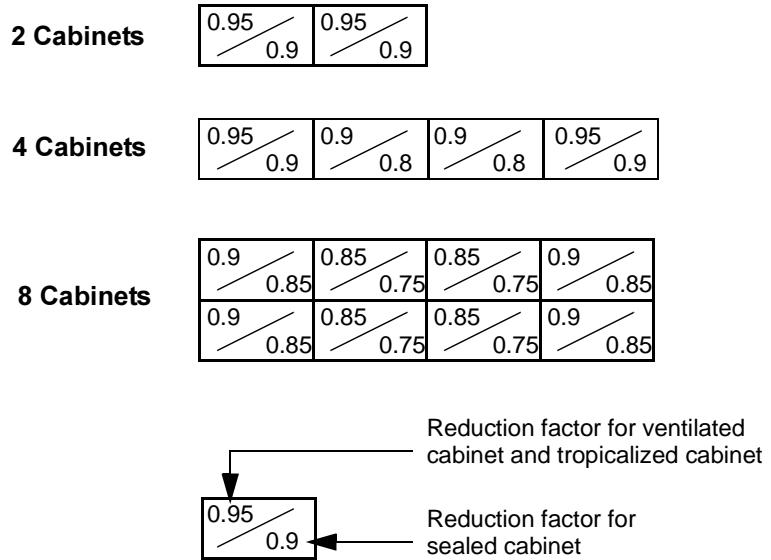 2 Cabinets
0.95 0.9 0.95 0.9
4 Cabinets
0.95 0.9 0.9 0.8 0.9 0.8 0.95 0.9
8 Cabinets
0.9 0.85 0.85 0.75 0.85 0.75 0.9 0.85
0.9 0.85 0.85 0.75 0.85 0.75 0.9 0.85
Reduction factor for ventilated
cabinet and tropicalized cabinet
0.95 0.9
Reduction factor for
sealed cabinet